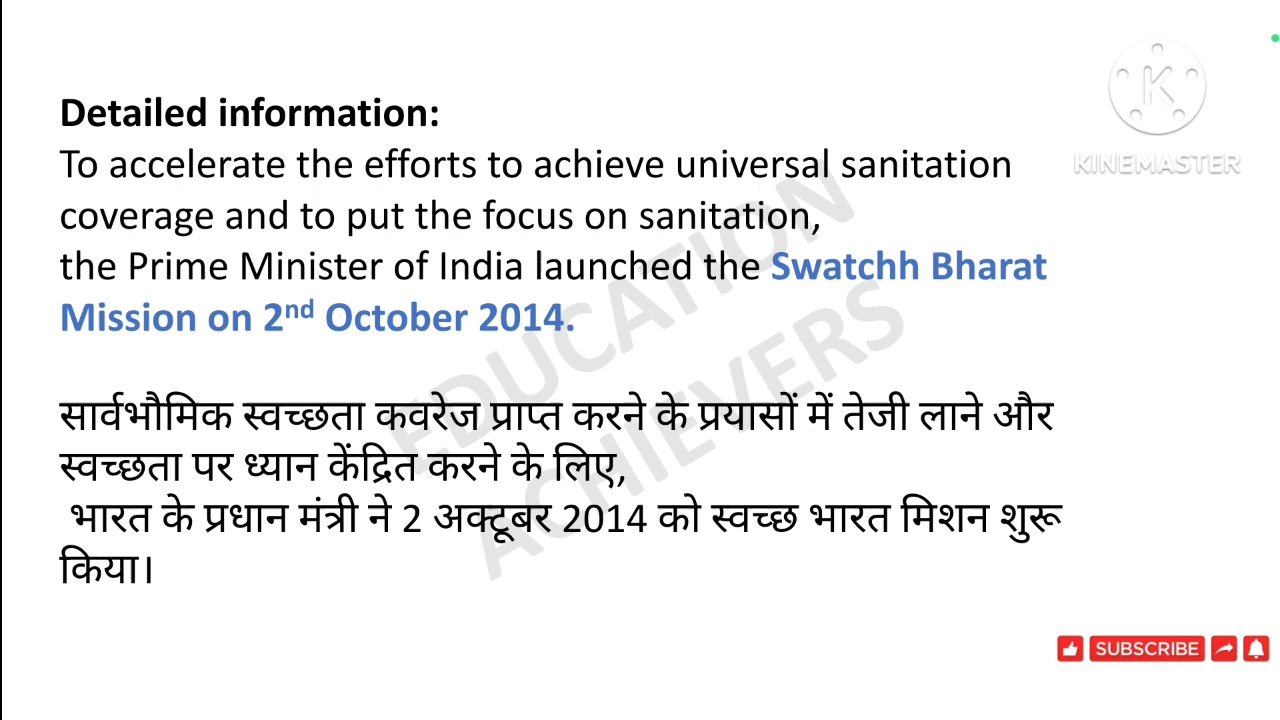 Detailed information:
To accelerate the efforts to achieve universal sanitation
coverage and to put the focus on sanitation,
the Prime Minister of India launched the Swatchh Bharat
Mission on 2nd October 2014.
सार्वभौमिक स्वच्छता कवरेज प्राप्त करने के प्रयासों में तेजी लाने और
स्वच्छता पर ध्यान केंद्रित करने के लिए,
भारत के प्रधान मंत्री ने 2 अक्टूबर 2014 को स्वच्छ भारत मिशन शुरू
किया।
EDUCATION
ACHIEVERS
K
KINEMASTER
SUBSCRIBE